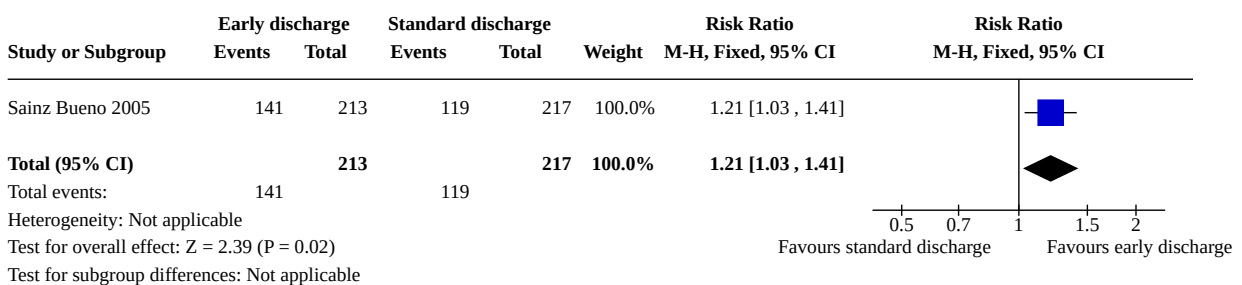 Early discharge Standard discharge Risk Ratio Risk Ratio
Study or Subgroup Events Total Events Total Weight M-H, Fixed, 95% CI M-H, Fixed, 95% CI
Sainz Bueno 2005 141 213 119 217 100.0% 1.21 [1.03 , 1.41]
Total (95% CI) 213 217 100.0% 1.21 [1.03 , 1.41]
Total events: 141 119
Heterogeneity: Not applicable
0.5 0.7 1 1.5 2
Test for overall effect: Z = 2.39 (P = 0.02) Favours standard discharge Favours early discharge
Test for subgroup differences: Not applicable